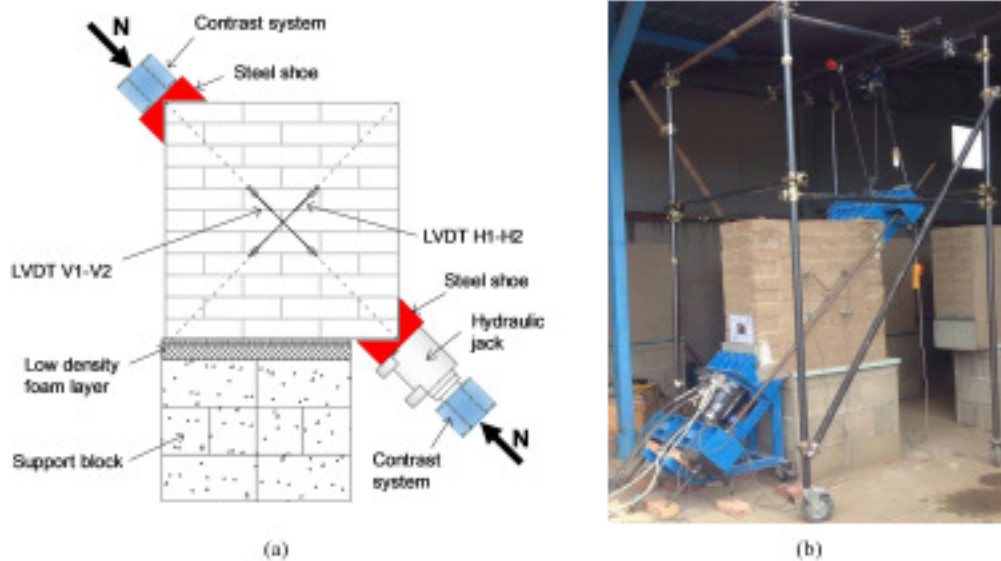 N
Contrast system
Steel shoe
LVDT H1-H2
LVDT V1-V2
Steel shoe
Hydraulic
jack
Low density
foam layer
N
Support block
Contrast
system
(a)
(b)